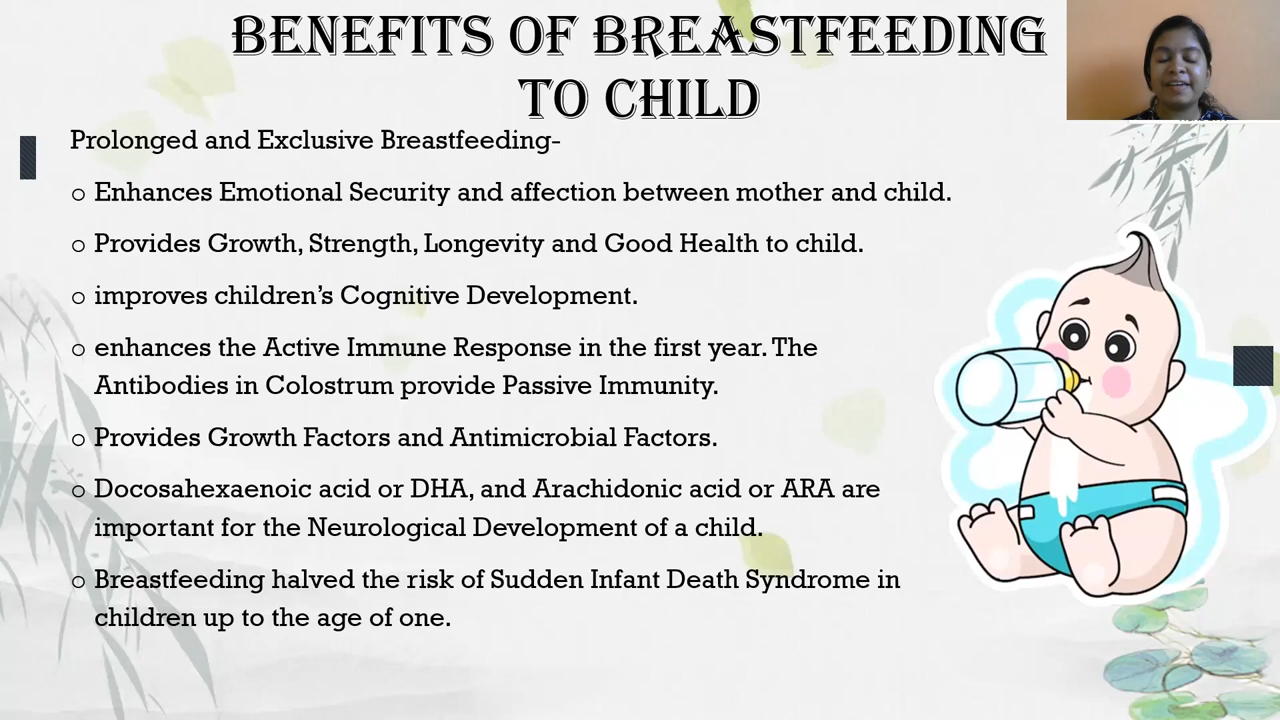 BENEFITS OF BREASTFEEDING
TO CHILD
Prolonged and Exclusive Breastfeeding-
o Enhances Emotional Security and affection between mother and child.
o Provides Growth, Strength, Longevity and Good Health to child.
o improves children’s Cognitive Development.
o enhances the Active Immune Response in the first year. The
Antibodies in Colostrum provide Passive Immunity.
o Provides Growth Factors and Antimicrobial Factors.
o Docosahexaenoic acid or DHA, and Arachidonic acid or ARA are
important for the Neurological Development of a child.
o Breastfeeding halved the risk of Sudden Infant Death Syndrome in
children up to the age of one.